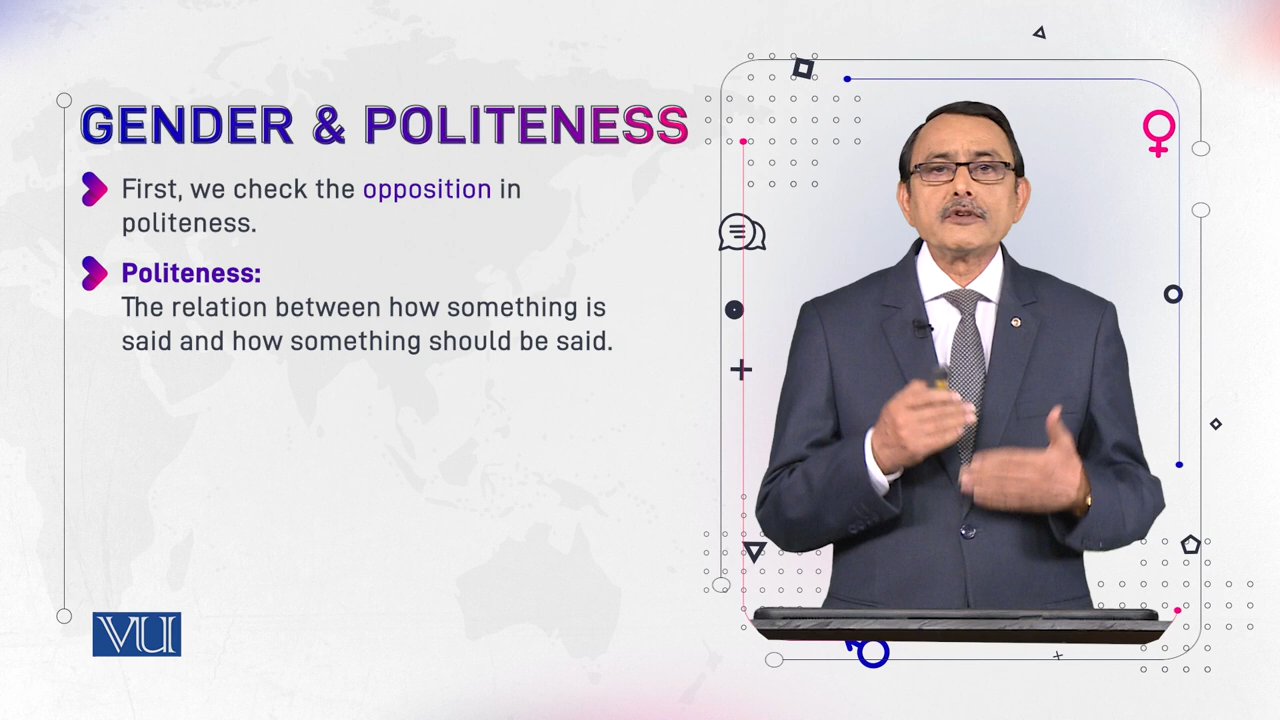 GENDER & POLITENESS
First, we check the opposition in
politeness.
Politeness:
The relation between how something is
said and how something should be said.
VU